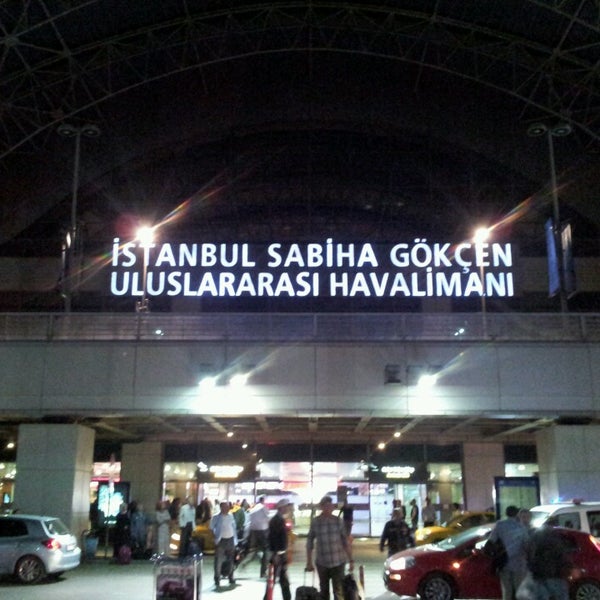 İSTANBUL SABİHA GÖKÇEN
ULUSLARARASI HAVALİMANI